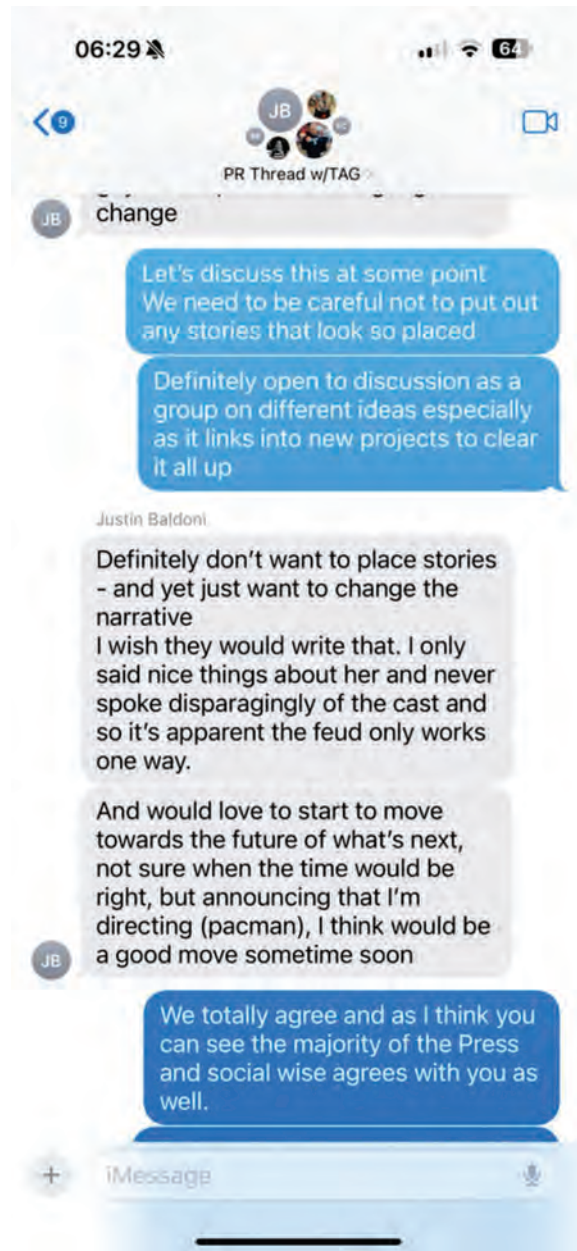 06:29
64
9
JB
PR Thread w/TAG
change
JB
Let's discuss this at some point
We need to be careful not to put out
any stories that look so placed
Definitely open to discussion as a
group on different ideas especially
as it links into new projects to clear
it all up
Justin Baldoni
Definitely don't want to place stories
- and yet just want to change the
narrative
I wish they would write that. I only
said nice things about her and never
spoke disparagingly of the cast and
so it's apparent the feud only works
one way.
And would love to start to move
towards the future of what's next,
not sure when the time would be
right, but announcing that I'm
directing (pacman), I think would be
a good move sometime soon
JB
We totally agree and as I think you
can see the majority of the Press
and social wise agrees with you as
well.
+
iMessage